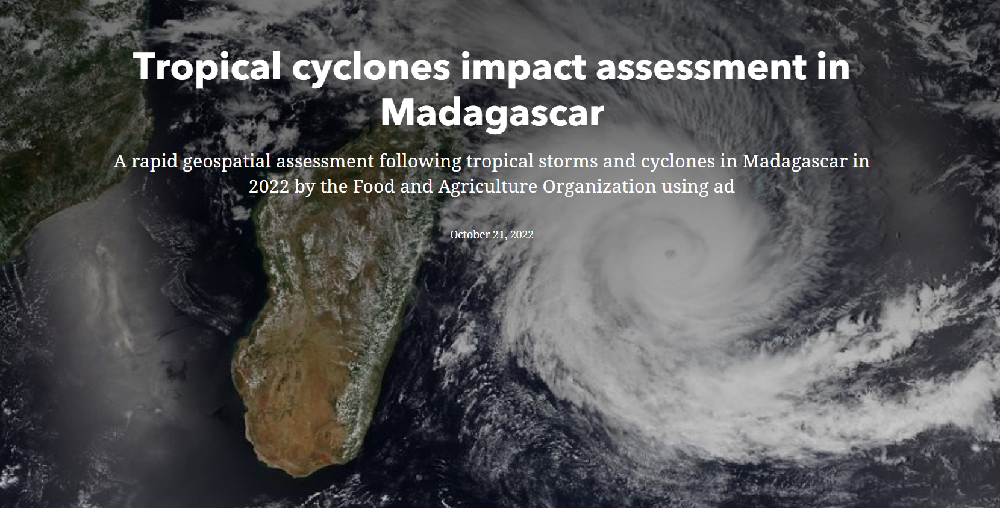 Tropical cyclones impact assessment in
Madagascar
A rapid geospatial assessment following tropical storms and cyclones in Madagascar in
2022 by the Food and Agriculture Organization using ad
October 21, 2022